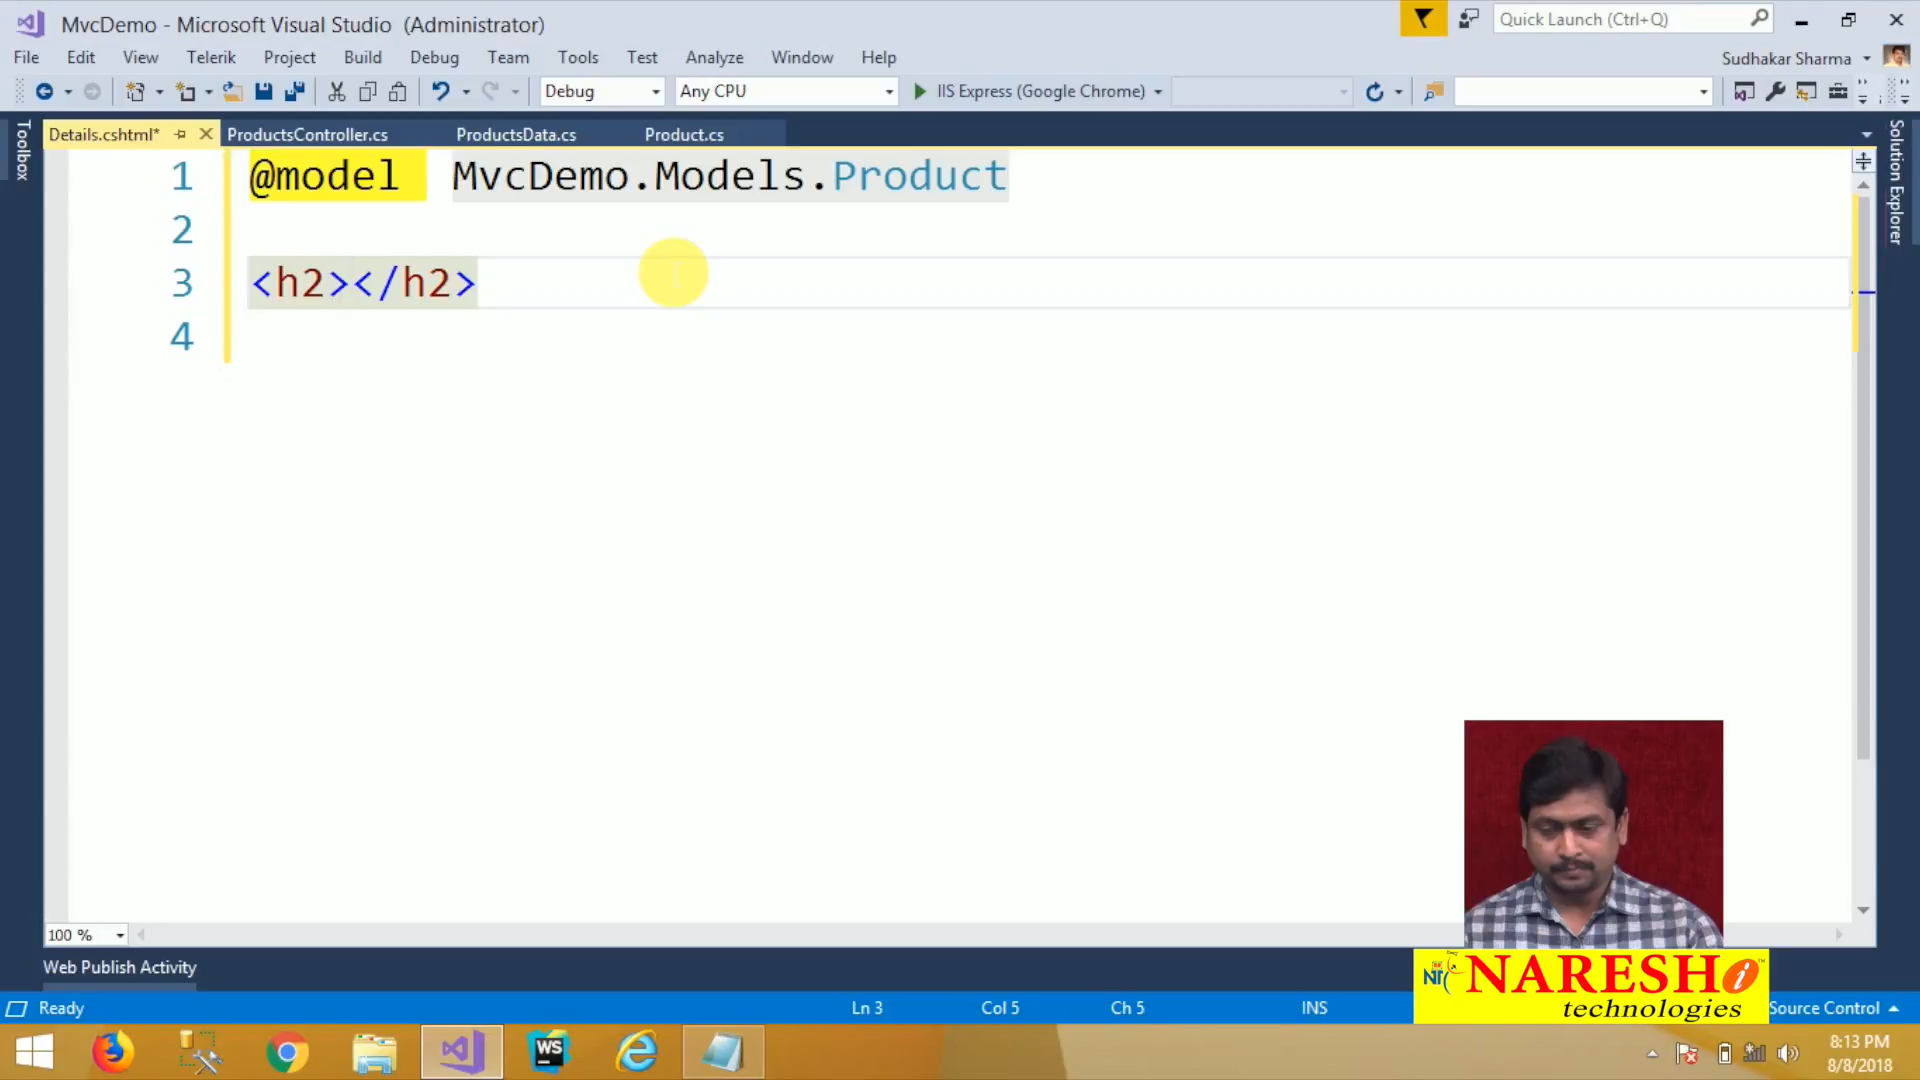 MvcDemo - Microsoft Visual Studio (Administrator)
Quick Launch (Ctrl+Q)
File Edit View Telerik Project Build Debug Team Tools Test Analyze Window Help
Sudhakar Sharma
Debug Any CPU IIS Express (Google Chrome)
Toolbox
Details.cshtml* ProductsController.cs ProductsData.cs Product.cs
Solution Explorer
1 @model MvcDemo.Models.Product
2
3 <h2></h2>
4
100 %
Web Publish Activity
NARESHi
technologies
Ready Ln 3 Col 5 Ch 5 INS Source Control
WS
8:13 PM
8/8/2018